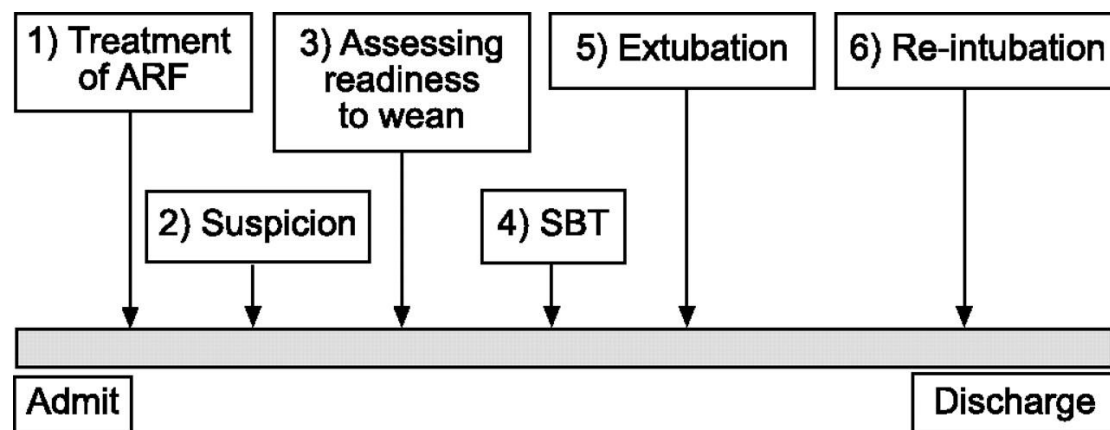 1) Treatment
of ARF
2) Suspicion
3) Assessing
readiness
to wean
4) SBT
5) Extubation
6) Re-intubation
Admit
Discharge